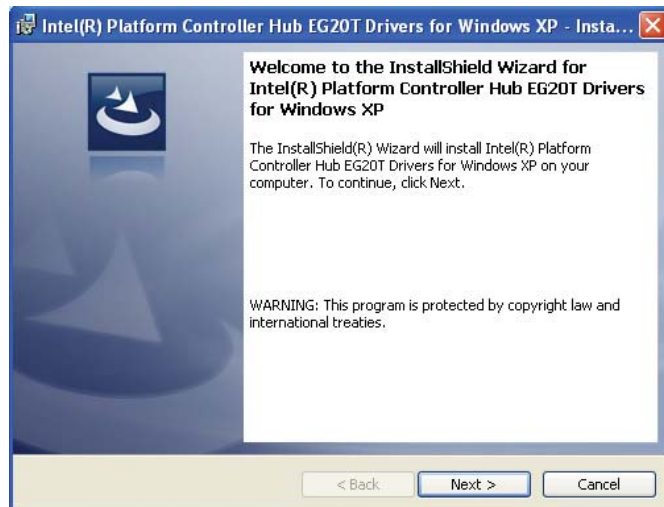 Intel(R) Platform Controller Hub EG20T Drivers for Windows XP - Insta...
Welcome to the InstallShield Wizard for
Intel(R) Platform Controller Hub EG20T Drivers
for Windows XP
The InstallShield(R) Wizard will install Intel(R) Platform
Controller Hub EG20T Drivers for Windows XP on your
computer. To continue, click Next.
WARNING: This program is protected by copyright law and
international treaties.
< Back
Next >
Cancel